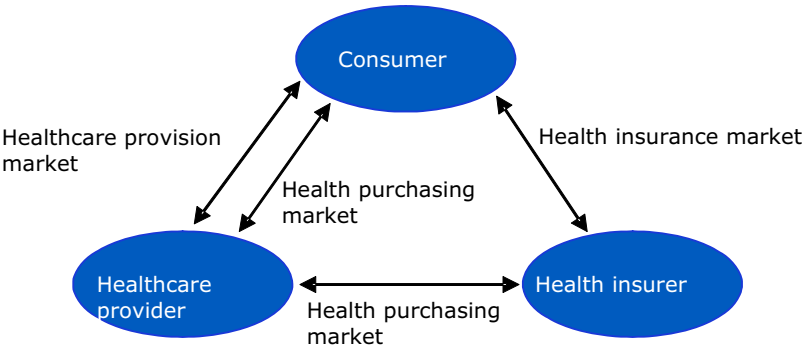 Consumer
Healthcare provision
market
Health insurance market
Health purchasing
market
Healthcare
provider
Health insurer
Health purchasing
market